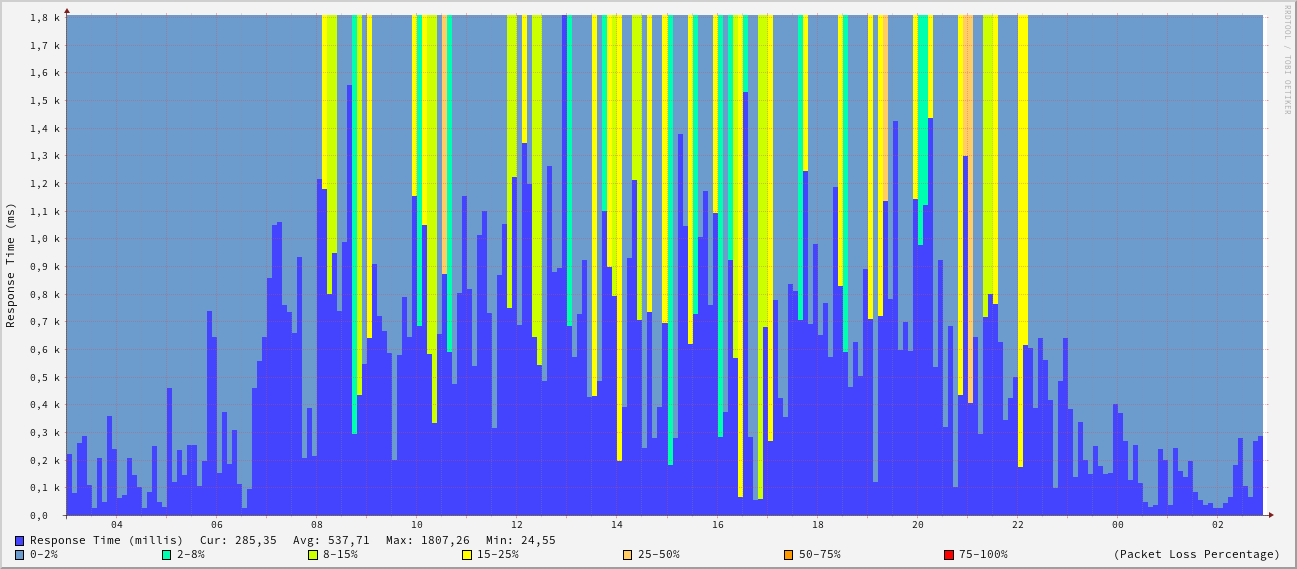 RRDTOOL / TOBI OETIKER
Response Time (ms)
1,8 k
1,7 k
1,6 k
1,5 k
1,4 k
1,3 k
1,2 k
1,1 k
1,0 k
0,9 k
0,8 k
0,7 k
0,6 k
0,5 k
0,4 k
0,3 k
0,2 k
0,1 k
0,0
04 06 08 10 12 14 16 18 20 22 00 02
Response Time (millis) Cur: 285,35 Avg: 537,71 Max: 1807,26 Min: 24,55
0-2% 2-8% 8-15% 15-25% 25-50% 50-75% 75-100% (Packet Loss Percentage)